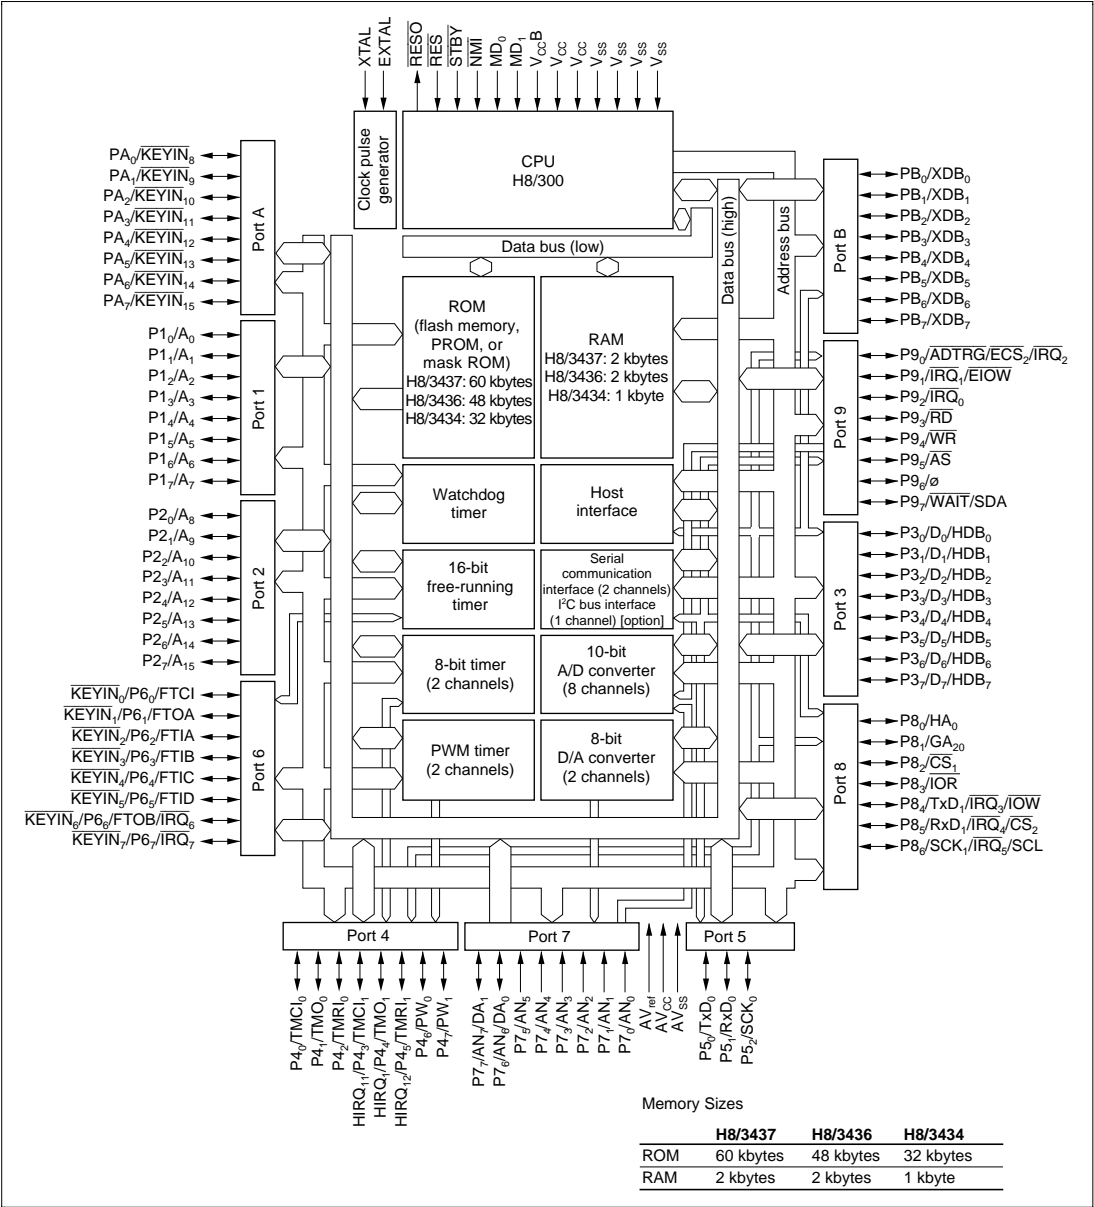 XTAL
EXTAL
RESO
RES
STBY
NMI
MD0
MD1
VCCB
VCC
VCC
VSS
VSS
VSS
VSS
Clock pulse
generator
CPU
H8/300
Data bus (low)
Data bus (high)
Address bus
PA0/KEYIN8
PA1/KEYIN9
PA2/KEYIN10
PA3/KEYIN11
PA4/KEYIN12
PA5/KEYIN13
PA6/KEYIN14
PA7/KEYIN15
Port A
P10/A0
P11/A1
P12/A2
P13/A3
P14/A4
P15/A5
P16/A6
P17/A7
Port 1
P20/A8
P21/A9
P22/A10
P23/A11
P24/A12
P25/A13
P26/A14
P27/A15
Port 2
KEYIN0/P60/FTCI
KEYIN1/P61/FTOA
KEYIN2/P62/FTIA
KEYIN3/P63/FTIB
KEYIN4/P64/FTIC
KEYIN5/P65/FTID
KEYIN6/P66/FTOB/IRQ6
KEYIN7/P67/IRQ7
Port 6
ROM
(flash memory,
PROM, or
mask ROM)
H8/3437: 60 kbytes
H8/3436: 48 kbytes
H8/3434: 32 kbytes
RAM
H8/3437: 2 kbytes
H8/3436: 2 kbytes
H8/3434: 1 kbyte
Watchdog
timer
Host
interface
16-bit
free-running
timer
Serial
communication
interface (2 channels)
I2C bus interface
(1 channel) [option]
8-bit timer
(2 channels)
10-bit
A/D converter
(8 channels)
PWM timer
(2 channels)
8-bit
D/A converter
(2 channels)
Port B
PB0/XDB0
PB1/XDB1
PB2/XDB2
PB3/XDB3
PB4/XDB4
PB5/XDB5
PB6/XDB6
PB7/XDB7
Port 9
P90/ADTRG/ECS2/IRQ2
P91/IRQ1/EIOW
P92/IRQ0
P93/RD
P94/WR
P95/AS
P96/ø
P97/WAIT/SDA
Port 3
P30/D0/HDB0
P31/D1/HDB1
P32/D2/HDB2
P33/D3/HDB3
P34/D4/HDB4
P35/D5/HDB5
P36/D6/HDB6
P37/D7/HDB7
Port 8
P80/HA0
P81/GA20
P82/CS1
P83/IOR
P84/TxD1/IRQ3/IOW
P85/RxD1/IRQ4/CS2
P86/SCK1/IRQ5/SCL
Port 4
Port 7
Port 5
P40/TMCI0
P41/TMO0
P42/TMRI0
HIRQ11/P43/TMCI1
HIRQ1/P44/TMO1
HIRQ12/P45/TMRI1
P46/PW0
P47/PW1
P77/AN7/DA1
P76/AN6/DA0
P75/AN5
P74/AN4
P73/AN3
P72/AN2
P71/AN1
P70/AN0
AVref
AVCC
AVSS
P50/TxD0
P51/RxD0
P52/SCK0
Memory Sizes
H8/3437 H8/3436 H8/3434
ROM 60 kbytes 48 kbytes 32 kbytes
RAM 2 kbytes 2 kbytes 1 kbyte